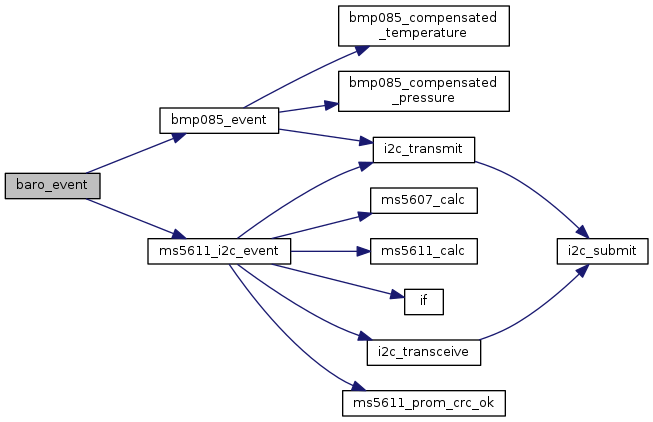 baro_event
bmp085_event
ms5611_i2c_event
bmp085_compensated
_temperature
bmp085_compensated
_pressure
i2c_transmit
ms5607_calc
ms5611_calc
if
i2c_transceive
ms5611_prom_crc_ok
i2c_submit